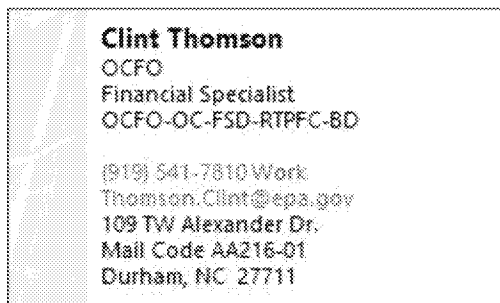 Clint Thomson
OCFO
Financial Specialist
OCFO-OC-FSD-RTPFC-BD
(919) 541-7810 Work
Thomson.Clint@epa.gov
109 TW Alexander Dr.
Mail Code AA216-01
Durham, NC 27711